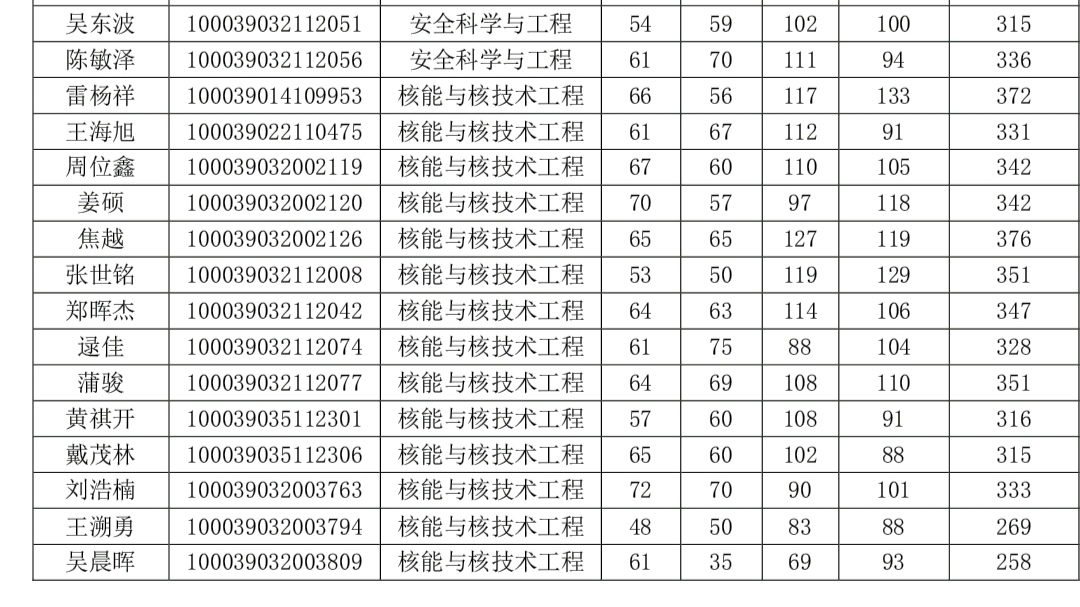 吴东波 100039032112051 安全科学与工程 54 59 102 100 315
陈敏泽 100039032112056 安全科学与工程 61 70 111 94 336
雷杨祥 100039014109953 核能与核技术工程 66 56 117 133 372
王海旭 100039022110475 核能与核技术工程 61 67 112 91 331
周位鑫 100039032002119 核能与核技术工程 67 60 110 105 342
姜硕 100039032002120 核能与核技术工程 70 57 97 118 342
焦越 100039032002126 核能与核技术工程 65 65 127 119 376
张世铭 100039032112008 核能与核技术工程 53 50 119 129 351
郑晖杰 100039032112042 核能与核技术工程 64 63 114 106 347
逯佳 100039032112074 核能与核技术工程 61 75 88 104 328
蒲骏 100039032112077 核能与核技术工程 64 69 108 110 351
黄祺开 100039035112301 核能与核技术工程 57 60 108 91 316
戴茂林 100039035112306 核能与核技术工程 65 60 102 88 315
刘浩楠 100039032003763 核能与核技术工程 72 70 90 101 333
王溯勇 100039032003794 核能与核技术工程 48 50 83 88 269
吴晨晖 100039032003809 核能与核技术工程 61 35 69 93 258